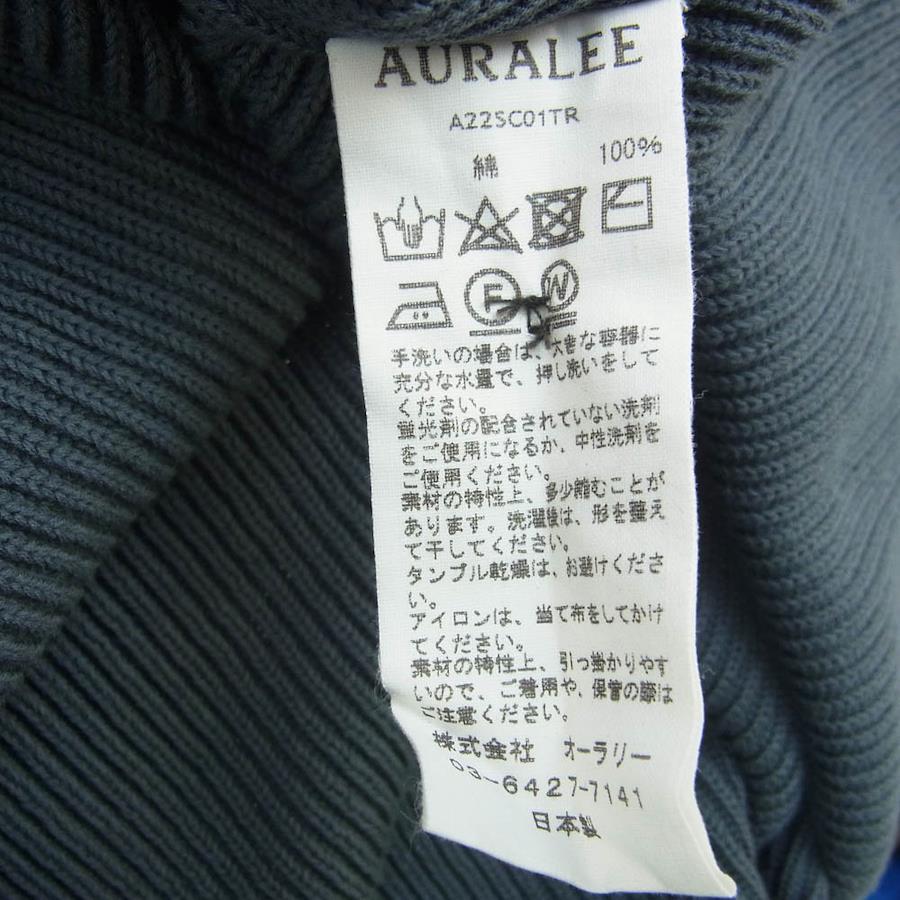 AURALEE
A22SC01TR
綿 100%
F W
手洗いの場合は、大きな容器に
充分な水量で、押し洗いをして
ください。
蛍光剤の配合されていない洗剤
をご使用になるか、中性洗剤を
ご使用ください。
素材の特性上、多少縮むことが
あります。洗濯後は、形を整え
て干してください。
タンブル乾燥は、お避けくださ
い。
アイロンは、当て布をしてかけ
てください。
素材の特性上、引っ掛かりやす
いので、ご着用や、保管の際は
ご注意ください。
株式会社 オーラリー
03-6427-7141
日本製